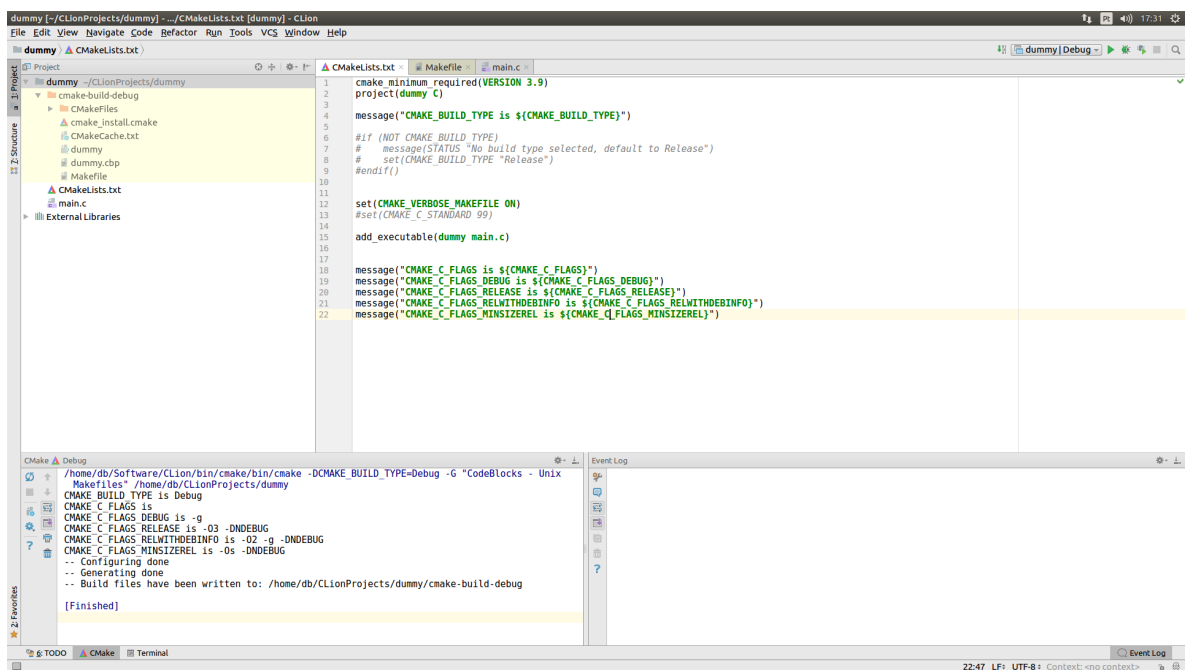 dummy [~/CLionProjects/dummy] - .../CMakeLists.txt [dummy] - CLion
Pt 17:31
File Edit View Navigate Code Refactor Run Tools VCS Window Help
dummy CMakeLists.txt
dummy | Debug
1: Project
Z: Structure
2: Favorites
Project
dummy ~/CLionProjects/dummy
cmake-build-debug
CMakeFiles
cmake_install.cmake
CMakeCache.txt
dummy
dummy.cbp
Makefile
CMakeLists.txt
main.c
External Libraries
CMakeLists.txt × Makefile × main.c ×
1 cmake_minimum_required(VERSION 3.9)
2 project(dummy C)
3
4 message("CMAKE_BUILD_TYPE is ${CMAKE_BUILD_TYPE}")
5
6 #if (NOT CMAKE_BUILD_TYPE)
7 #    message(STATUS "No build type selected, default to Release")
8 #    set(CMAKE_BUILD_TYPE "Release")
9 #endif()
10
11
12 set(CMAKE_VERBOSE_MAKEFILE ON)
13 #set(CMAKE_C_STANDARD 99)
14
15 add_executable(dummy main.c)
16
17
18 message("CMAKE_C_FLAGS is ${CMAKE_C_FLAGS}")
19 message("CMAKE_C_FLAGS_DEBUG is ${CMAKE_C_FLAGS_DEBUG}")
20 message("CMAKE_C_FLAGS_RELEASE is ${CMAKE_C_FLAGS_RELEASE}")
21 message("CMAKE_C_FLAGS_RELWITHDEBINFO is ${CMAKE_C_FLAGS_RELWITHDEBINFO}")
22 message("CMAKE_C_FLAGS_MINSIZEREL is ${CMAKE_C_FLAGS_MINSIZEREL}")
CMake Debug
/home/db/Software/CLion/bin/cmake/bin/cmake -DCMAKE_BUILD_TYPE=Debug -G "CodeBlocks - Unix
Makefiles" /home/db/CLionProjects/dummy
CMAKE_BUILD_TYPE is Debug
CMAKE_C_FLAGS is
CMAKE_C_FLAGS_DEBUG is -g
CMAKE_C_FLAGS_RELEASE is -O3 -DNDEBUG
CMAKE_C_FLAGS_RELWITHDEBINFO is -O2 -g -DNDEBUG
CMAKE_C_FLAGS_MINSIZEREL is -Os -DNDEBUG
-- Configuring done
-- Generating done
-- Build files have been written to: /home/db/CLionProjects/dummy/cmake-build-debug
[Finished]
Event Log
6: TODO CMake Terminal Event Log
22:47 LF÷ UTF-8÷ Context: <no context>